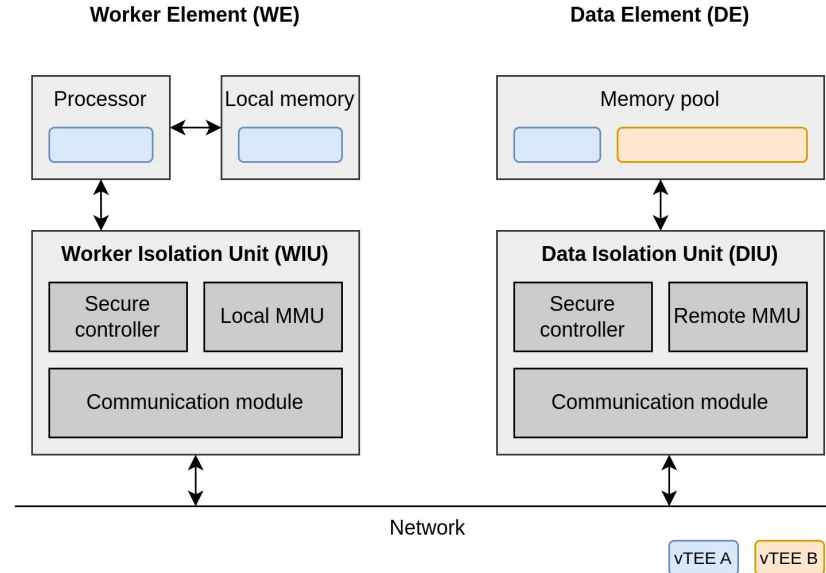 Worker Element (WE)
Data Element (DE)
Processor
Local memory
Memory pool
Worker Isolation Unit (WIU)
Secure
controller
Local MMU
Communication module
Data Isolation Unit (DIU)
Secure
controller
Remote MMU
Communication module
Network
vTEE A
vTEE B